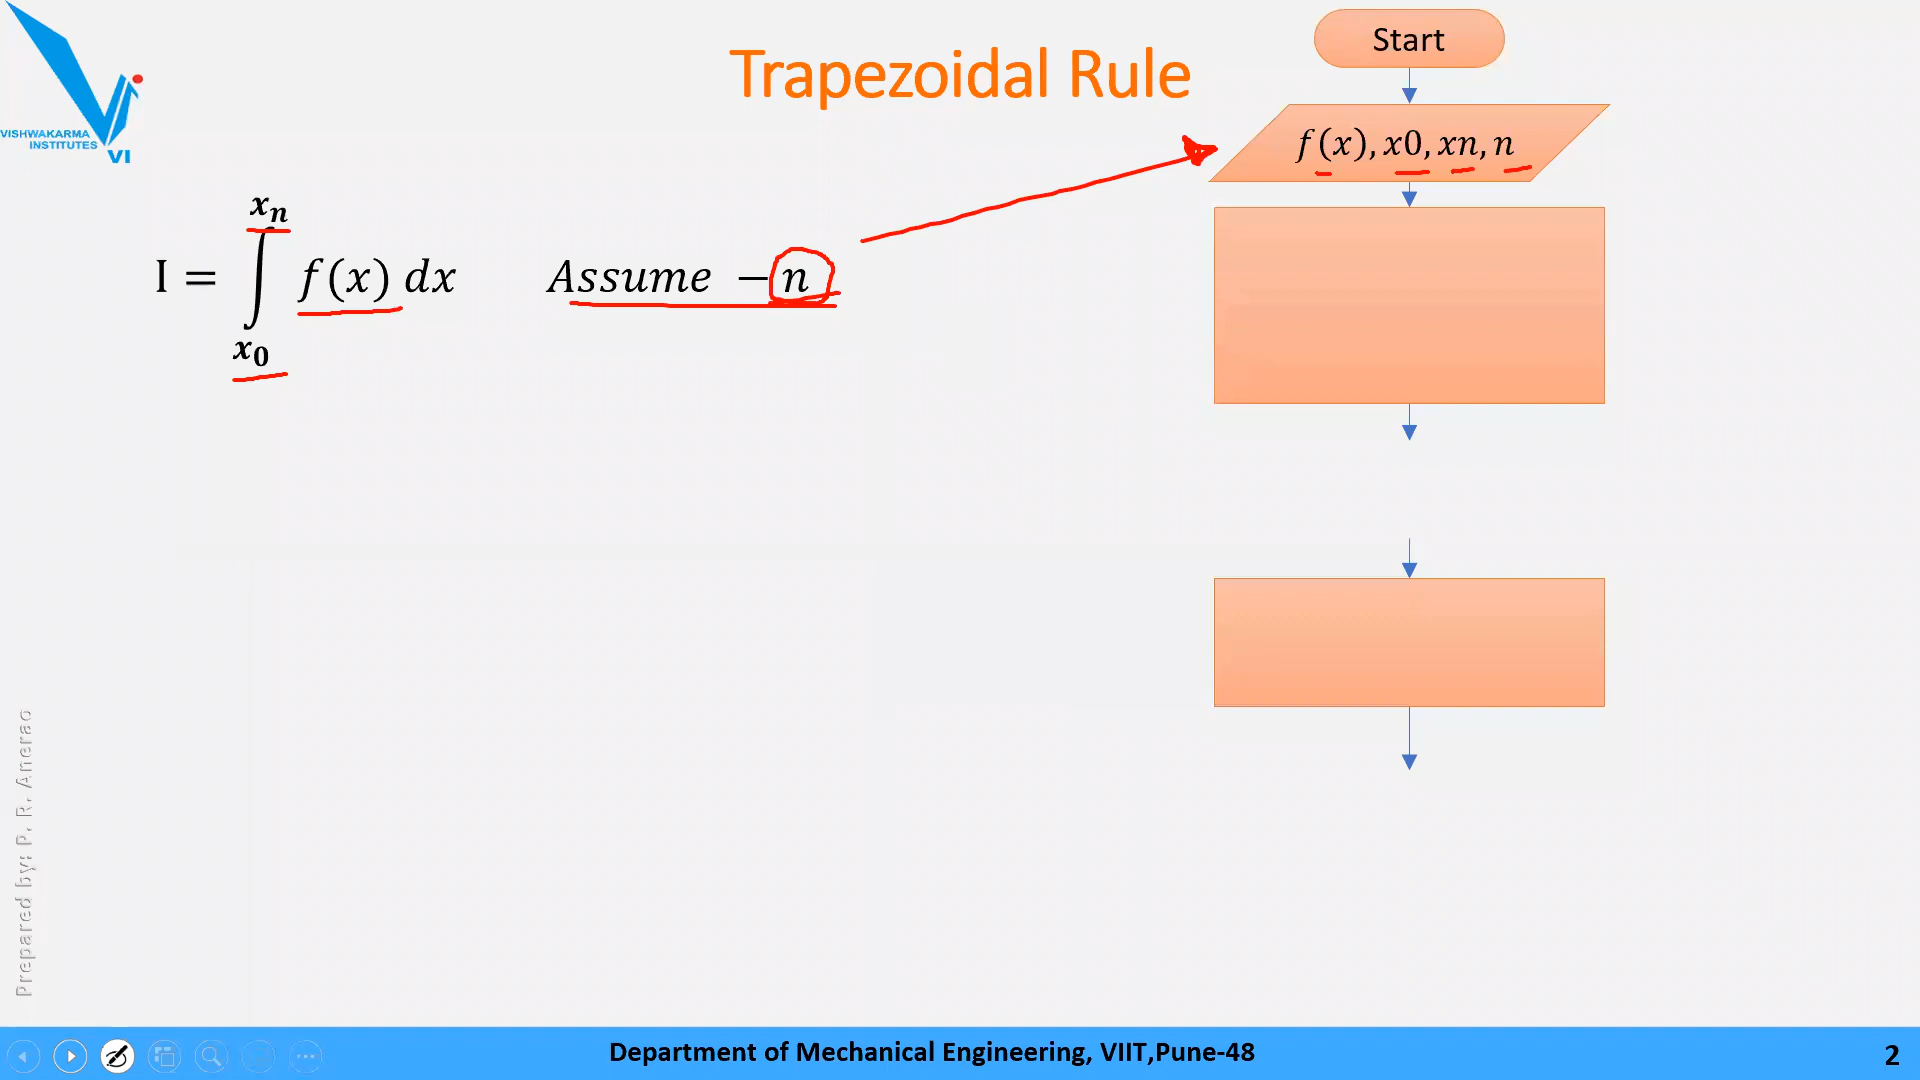 VISHWAKARMA
INSTITUTES
VI
Trapezoidal Rule
Start
f(x), x0, xn, n
xₙ
I = ∫ f(x) dx
x₀
Assume – n
Prepared by: P. R. Anerao
Department of Mechanical Engineering, VIIT,Pune-48
2